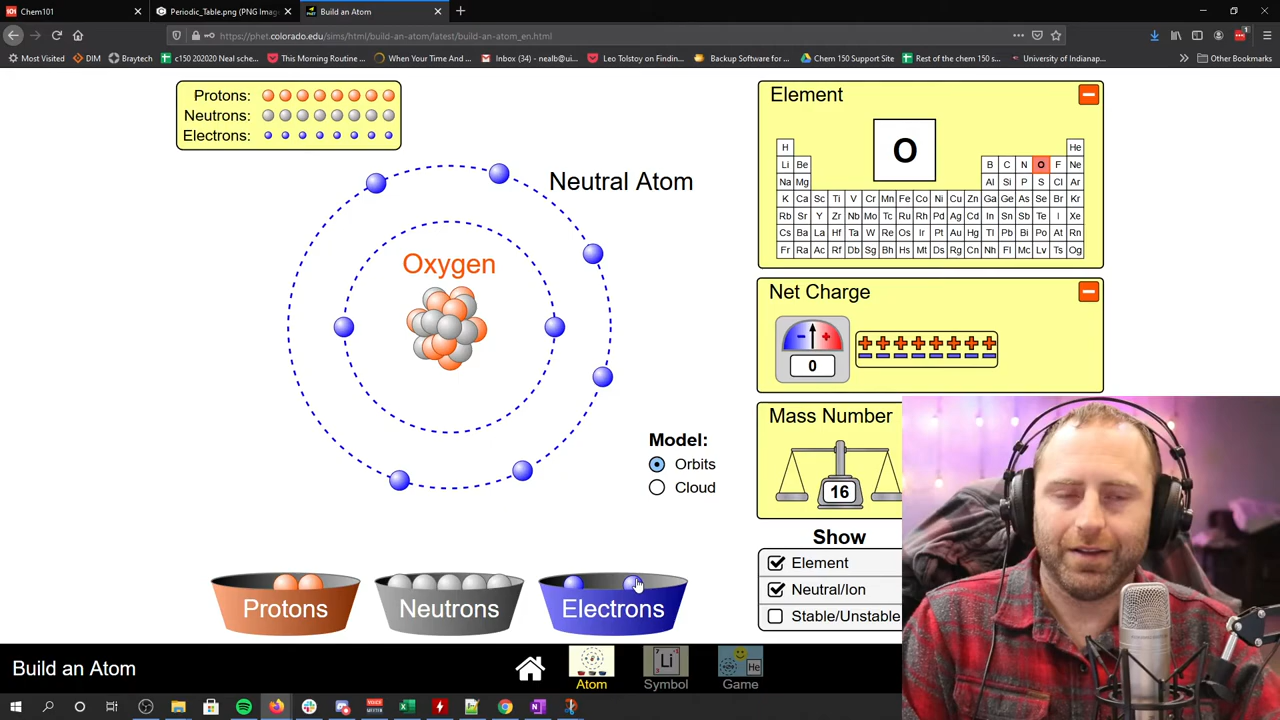 Chem101
Periodic_Table.png (PNG Imag
Build an Atom
https://phet.colorado.edu/sims/html/build-an-atom/latest/build-an-atom_en.html
Most Visited
DIM
Braytech
c150 202020 Neal sche...
This Morning Routine ...
When Your Time And ...
Inbox (34) - nealb@ui...
Leo Tolstoy on Findin...
Backup Software for ...
Chem 150 Support Site
Rest of the chem 150 s...
University of Indianap...
Other Bookmarks
Protons:
Neutrons:
Electrons:
Neutral Atom
Oxygen
Element
O
H He
Li Be B C N O F Ne
Na Mg Al Si P S Cl Ar
K Ca Sc Ti V Cr Mn Fe Co Ni Cu Zn Ga Ge As Se Br Kr
Rb Sr Y Zr Nb Mo Tc Ru Rh Pd Ag Cd In Sn Sb Te I Xe
Cs Ba La Hf Ta W Re Os Ir Pt Au Hg Tl Pb Bi Po At Rn
Fr Ra Ac Rf Db Sg Bh Hs Mt Ds Rg Cn Nh Fl Mc Lv Ts Og
Net Charge
0
Mass Number
16
Model:
Orbits
Cloud
Show
Element
Neutral/Ion
Stable/Unstable
Protons
Neutrons
Electrons
Build an Atom
Atom
Li
Symbol
He
Game